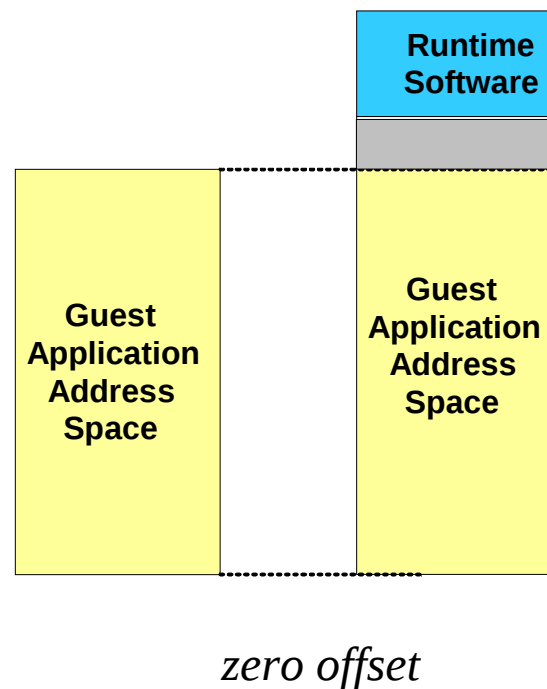 Runtime
Software
Guest
Application
Address
Space
Guest
Application
Address
Space
zero offset